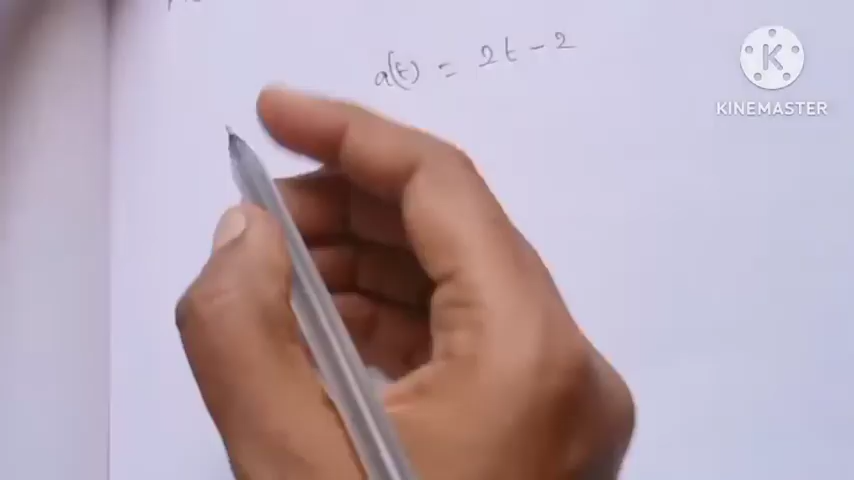 a(t) = 2t - 2
KINEMASTER